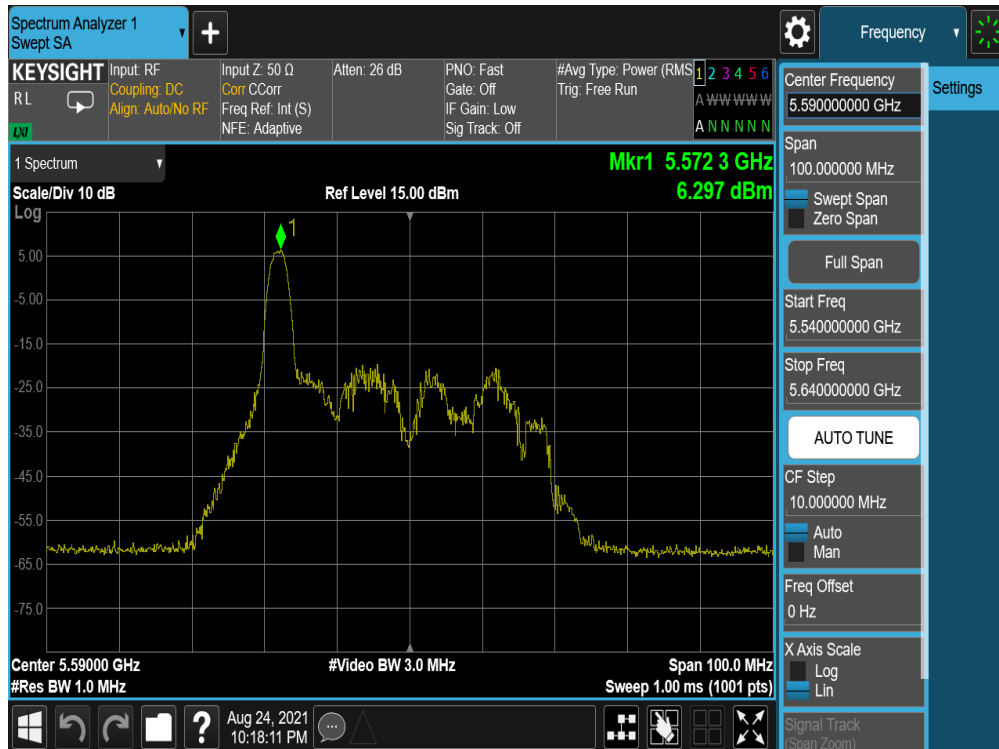 Spectrum Analyzer 1
Swept SA
+
Frequency
KEYSIGHT
RL
LXI
Input: RF
Coupling: DC
Align: Auto/No RF
Input Z: 50 Ω
Corr CCorr
Freq Ref: Int (S)
NFE: Adaptive
Atten: 26 dB
PNO: Fast
Gate: Off
IF Gain: Low
Sig Track: Off
#Avg Type: Power (RMS
Trig: Free Run
1 2 3 4 5 6
A W W W W W
A N N N N N
1 Spectrum
Scale/Div 10 dB
Log
Ref Level 15.00 dBm
Mkr1 5.572 3 GHz
6.297 dBm
1
5.00
-5.00
-15.0
-25.0
-35.0
-45.0
-55.0
-65.0
-75.0
Center 5.59000 GHz
#Res BW 1.0 MHz
#Video BW 3.0 MHz
Span 100.0 MHz
Sweep 1.00 ms (1001 pts)
Center Frequency
5.590000000 GHz
Settings
Span
100.000000 MHz
Swept Span
Zero Span
Full Span
Start Freq
5.540000000 GHz
Stop Freq
5.640000000 GHz
AUTO TUNE
CF Step
10.000000 MHz
Auto
Man
Freq Offset
0 Hz
X Axis Scale
Log
Lin
Signal Track
(Span Zoom)
?
Aug 24, 2021
10:18:11 PM